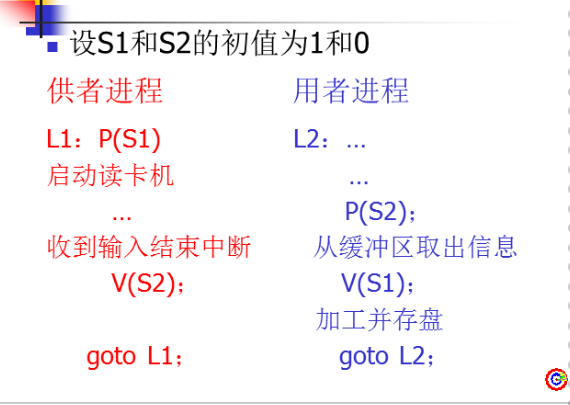 设S1和S2的初值为1和0
供者进程 用者进程
L1：P(S1) L2：…
启动读卡机 …
… P(S2)；
收到输入结束中断 从缓冲区取出信息
V(S2)； V(S1)；
加工并存盘
goto L1； goto L2；